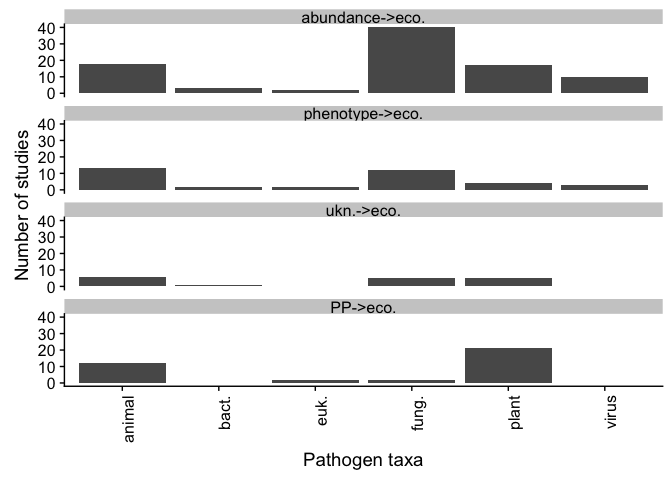 abundance->eco.
40
30
20
10
0
phenotype->eco.
40
30
20
10
0
ukn.->eco.
40
30
20
10
0
PP->eco.
40
30
20
10
0
Number of studies
animal
bact.
euk.
fung.
plant
virus
Pathogen taxa